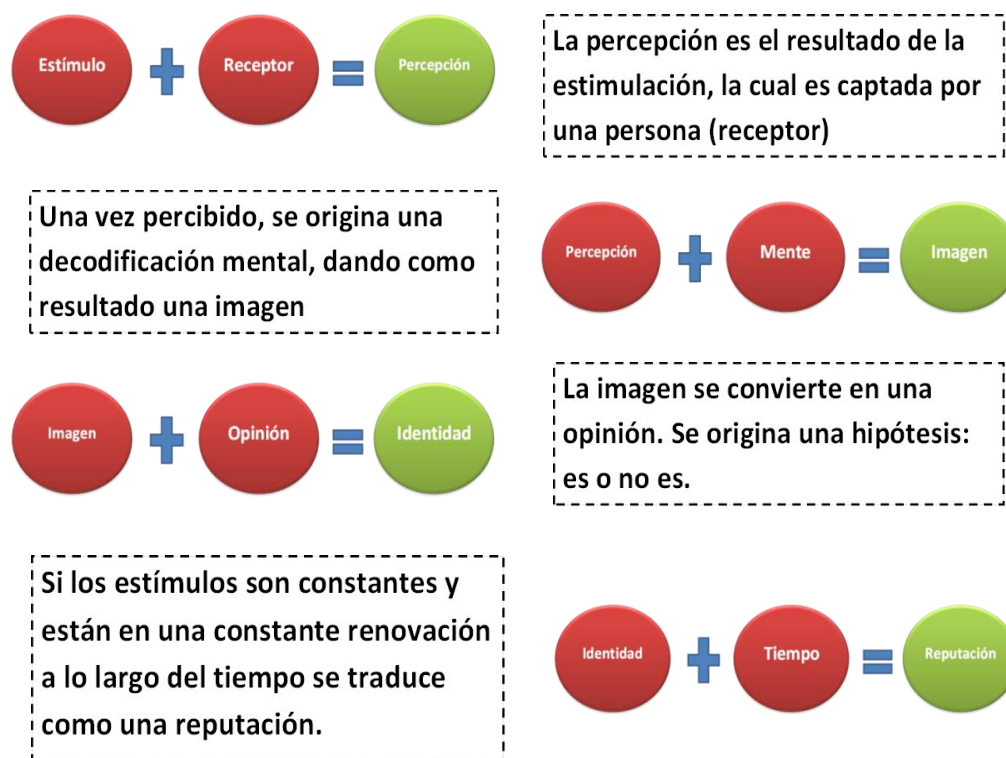 Estímulo
Receptor
Percepción
La percepción es el resultado de la
estimulación, la cual es captada por
una persona (receptor)
Una vez percibido, se origina una
decodificación mental, dando como
resultado una imagen
Percepción
Mente
Imagen
Imagen
Opinión
Identidad
La imagen se convierte en una
opinión. Se origina una hipótesis:
es o no es.
Si los estímulos son constantes y
están en una constante renovación
a lo largo del tiempo se traduce
como una reputación.
Identidad
Tiempo
Reputación